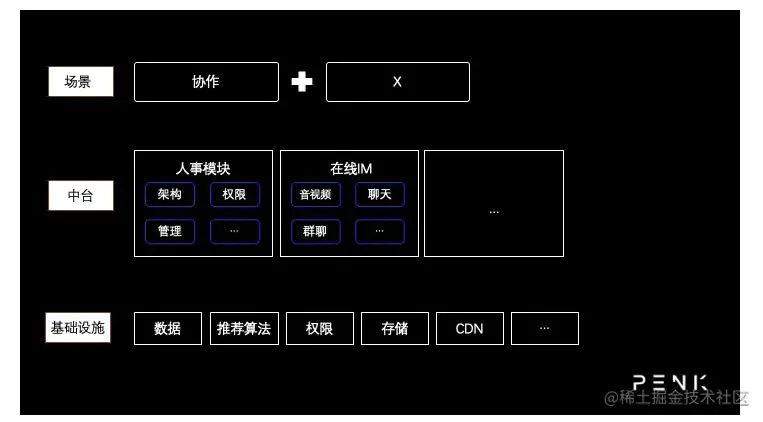 场景 协作 + X
人事模块 在线IM
中台 架构 权限 音视频 聊天 ...
管理 ... 群聊 ...
基础设施 数据 推荐算法 权限 存储 CDN ...
PENK
@稀土掘金技术社区